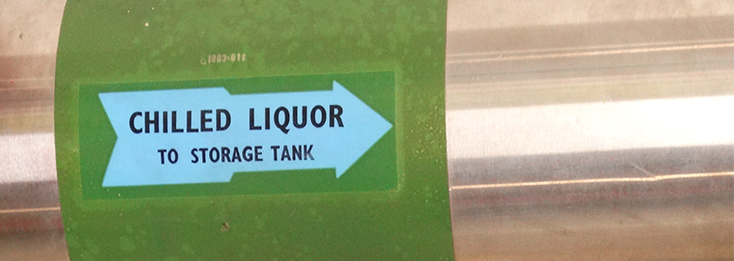 CHILLED LIQUOR
TO STORAGE TANK